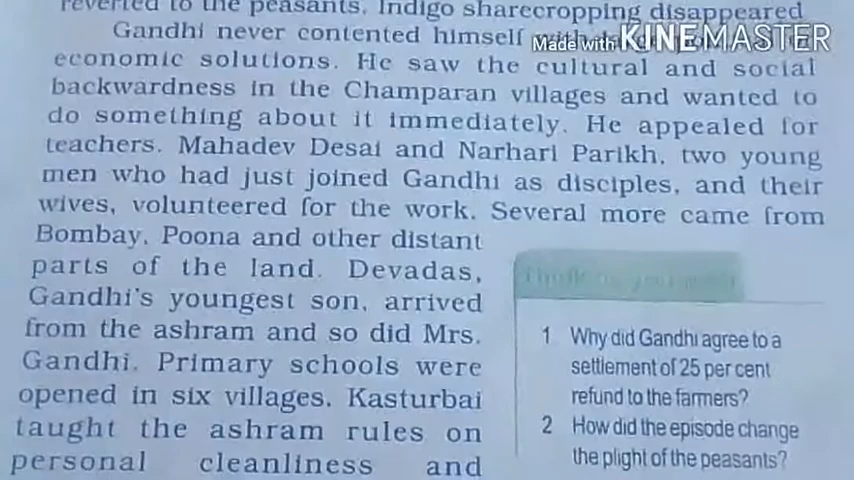 reverted to the peasants. Indigo sharecropping disappeared
Gandhi never contented himself with
Made with KINEMASTER
economic solutions. He saw the cultural and social
backwardness in the Champaran villages and wanted to
do something about it immediately. He appealed for
teachers. Mahadev Desai and Narhari Parikh, two young
men who had just joined Gandhi as disciples, and their
wives, volunteered for the work. Several more came from
Bombay, Poona and other distant
parts of the land. Devadas,
Gandhi's youngest son, arrived
from the ashram and so did Mrs.
Gandhi. Primary schools were
opened in six villages. Kasturbai
taught the ashram rules on
personal cleanliness and
Think as you read
1 Why did Gandhi agree to a
settlement of 25 per cent
refund to the farmers?
2 How did the episode change
the plight of the peasants?